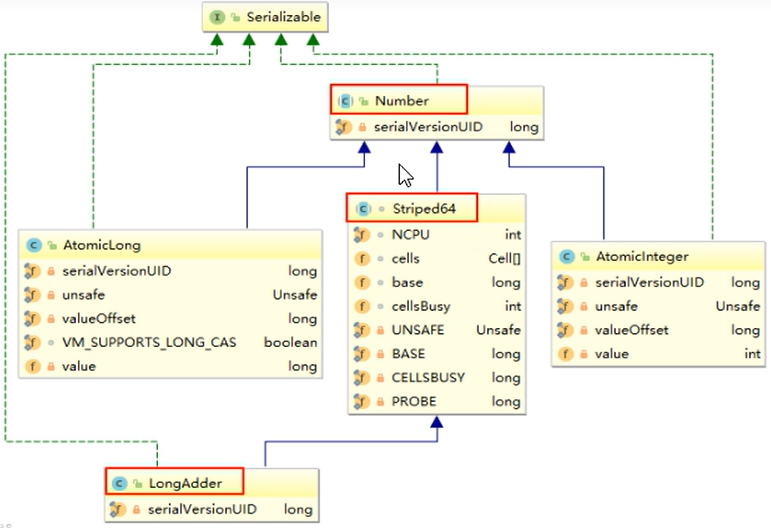 Serializable
Number
serialVersionUID long
AtomicLong
serialVersionUID long
unsafe Unsafe
valueOffset long
VM_SUPPORTS_LONG_CAS boolean
value long
Striped64
NCPU int
cells Cell[]
base long
cellsBusy int
UNSAFE Unsafe
BASE long
CELLSBUSY long
PROBE long
AtomicInteger
serialVersionUID long
unsafe Unsafe
valueOffset long
value int
LongAdder
serialVersionUID long